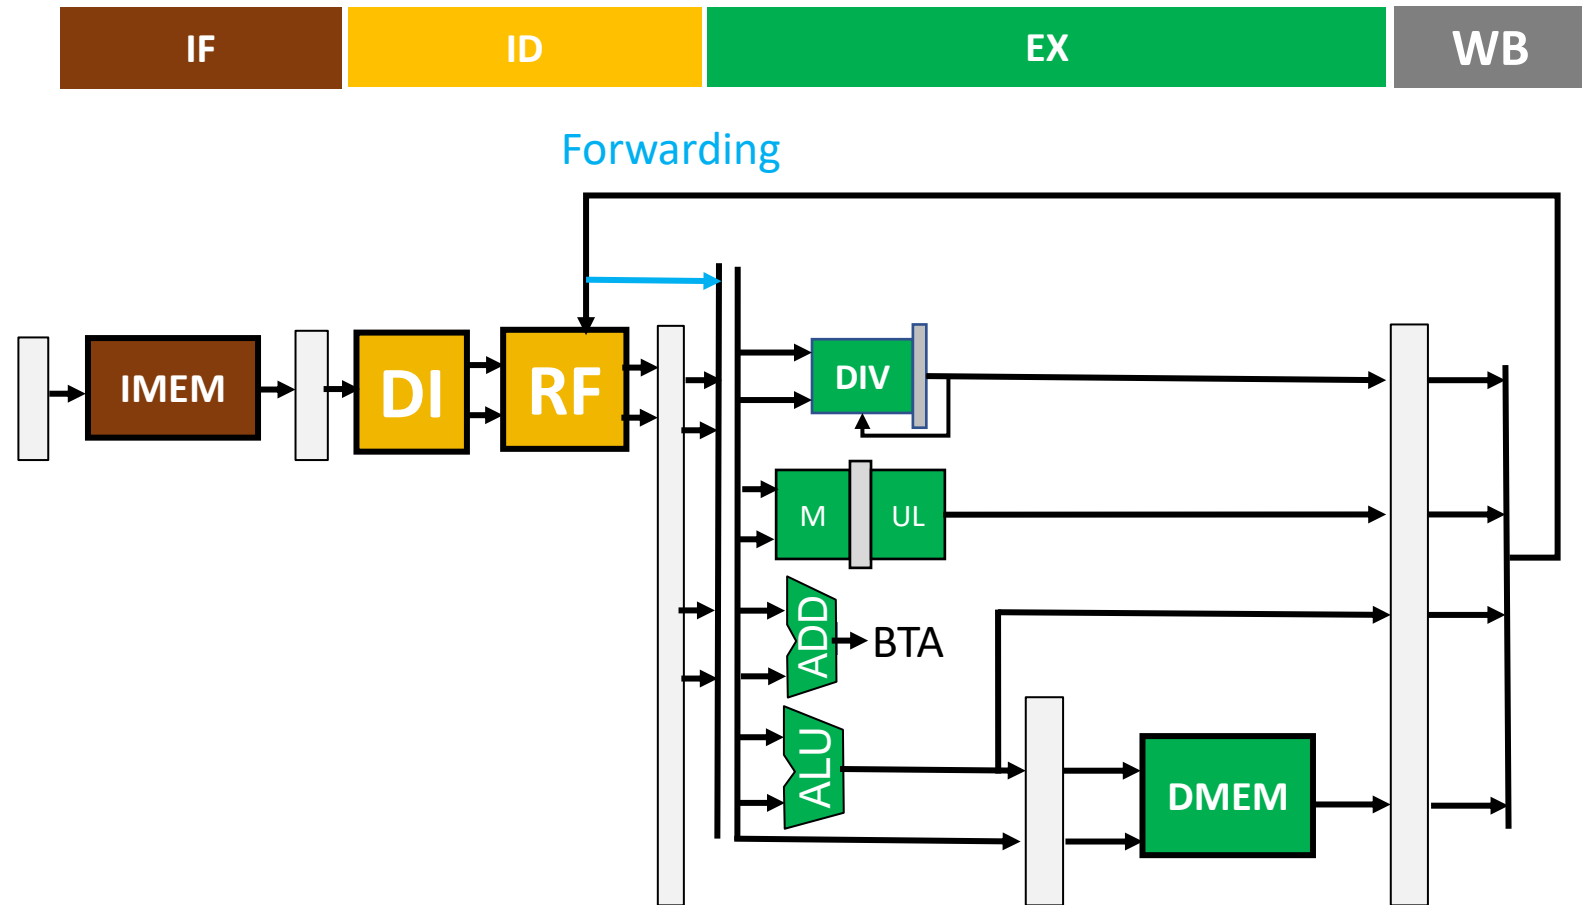 IF
ID
EX
WB
Forwarding
IMEM
DI
RF
DIV
M
UL
ADD
BTA
ALU
DMEM